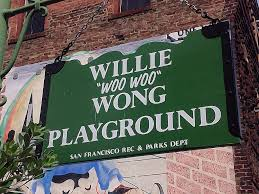 WILLIE
"WOO WOO"
WONG
PLAYGROUND
SAN FRANCISCO REC & PARKS DEPT